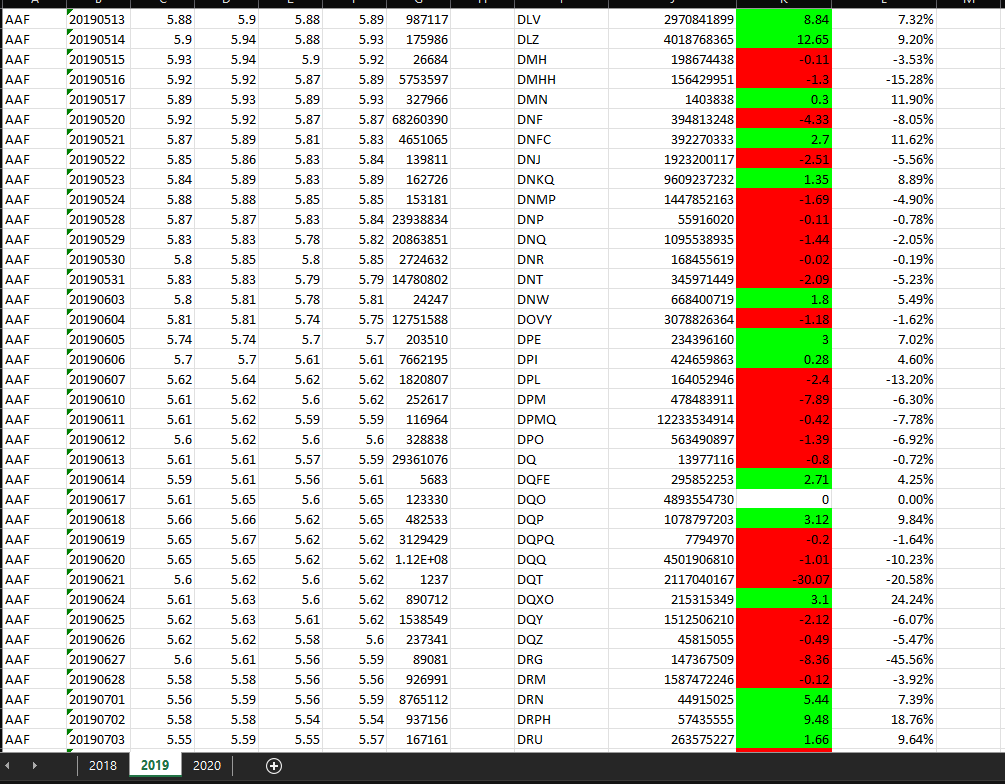 AAF 20190513 5.88 5.9 5.88 5.89 987117 DLV 2970841899 8.84 7.32%
AAF 20190514 5.9 5.94 5.88 5.93 175986 DLZ 4018768365 12.65 9.20%
AAF 20190515 5.93 5.94 5.9 5.92 26684 DMH 198674438 -0.11 -3.53%
AAF 20190516 5.92 5.92 5.87 5.89 5753597 DMHH 156429951 -1.3 -15.28%
AAF 20190517 5.89 5.93 5.89 5.93 327966 DMN 1403838 0.3 11.90%
AAF 20190520 5.92 5.92 5.87 5.87 68260390 DNF 394813248 -4.33 -8.05%
AAF 20190521 5.87 5.89 5.81 5.83 4651065 DNFC 392270333 2.7 11.62%
AAF 20190522 5.85 5.86 5.83 5.84 139811 DNJ 1923200117 -2.51 -5.56%
AAF 20190523 5.84 5.89 5.83 5.89 162726 DNKQ 9609237232 1.35 8.89%
AAF 20190524 5.88 5.88 5.85 5.85 153181 DNMP 1447852163 -1.69 -4.90%
AAF 20190528 5.87 5.87 5.83 5.84 23938834 DNP 55916020 -0.11 -0.78%
AAF 20190529 5.83 5.83 5.78 5.82 20863851 DNQ 1095538935 -1.44 -2.05%
AAF 20190530 5.8 5.85 5.8 5.85 2724632 DNR 168455619 -0.02 -0.19%
AAF 20190531 5.83 5.83 5.79 5.79 14780802 DNT 345971449 -2.09 -5.23%
AAF 20190603 5.8 5.81 5.78 5.81 24247 DNW 668400719 1.8 5.49%
AAF 20190604 5.81 5.81 5.74 5.75 12751588 DOVY 3078826364 -1.18 -1.62%
AAF 20190605 5.74 5.74 5.7 5.7 203510 DPE 234396160 3 7.02%
AAF 20190606 5.7 5.7 5.61 5.61 7662195 DPI 424659863 0.28 4.60%
AAF 20190607 5.62 5.64 5.62 5.62 1820807 DPL 164052946 -2.4 -13.20%
AAF 20190610 5.61 5.62 5.6 5.62 252617 DPM 478483911 -7.89 -6.30%
AAF 20190611 5.61 5.62 5.59 5.59 116964 DPMQ 12233534914 -0.42 -7.78%
AAF 20190612 5.6 5.62 5.6 5.6 328838 DPO 563490897 -1.39 -6.92%
AAF 20190613 5.61 5.61 5.57 5.59 29361076 DQ 13977116 -0.8 -0.72%
AAF 20190614 5.59 5.61 5.56 5.61 5683 DQFE 295852253 2.71 4.25%
AAF 20190617 5.61 5.65 5.6 5.65 123330 DQO 4893554730 0 0.00%
AAF 20190618 5.66 5.66 5.62 5.65 482533 DQP 1078797203 3.12 9.84%
AAF 20190619 5.65 5.67 5.62 5.62 3129429 DQPQ 7794970 -0.2 -1.64%
AAF 20190620 5.65 5.65 5.62 5.62 1.12E+08 DQQ 4501906810 -1.01 -10.23%
AAF 20190621 5.6 5.62 5.6 5.62 1237 DQT 2117040167 -30.07 -20.58%
AAF 20190624 5.61 5.63 5.6 5.62 890712 DQXO 215315349 3.1 24.24%
AAF 20190625 5.62 5.63 5.61 5.62 1538549 DQY 1512506210 -2.12 -6.07%
AAF 20190626 5.62 5.62 5.58 5.6 237341 DQZ 45815055 -0.49 -5.47%
AAF 20190627 5.6 5.61 5.56 5.59 89081 DRG 147367509 -8.36 -45.56%
AAF 20190628 5.58 5.58 5.56 5.56 926991 DRM 1587472246 -0.12 -3.92%
AAF 20190701 5.56 5.59 5.56 5.59 8765112 DRN 44915025 5.44 7.39%
AAF 20190702 5.58 5.58 5.54 5.54 937156 DRPH 57435555 9.48 18.76%
AAF 20190703 5.55 5.59 5.55 5.57 167161 DRU 263575227 1.66 9.64%
2018 2019 2020